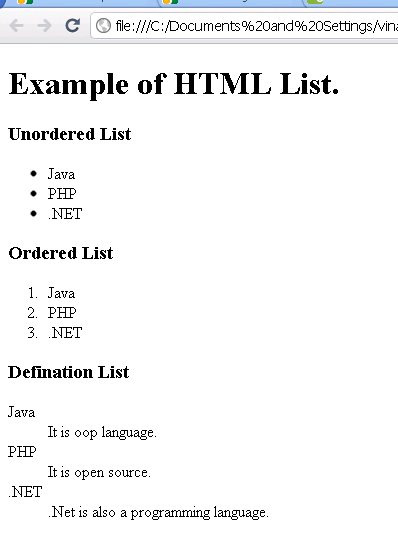 file:///C:/Documents%20and%20Settings/vina
Example of HTML List.
Unordered List
Java
PHP
.NET
Ordered List
1. Java
2. PHP
3. .NET
Defination List
Java
It is oop language.
PHP
It is open source.
.NET
.Net is also a programming language.